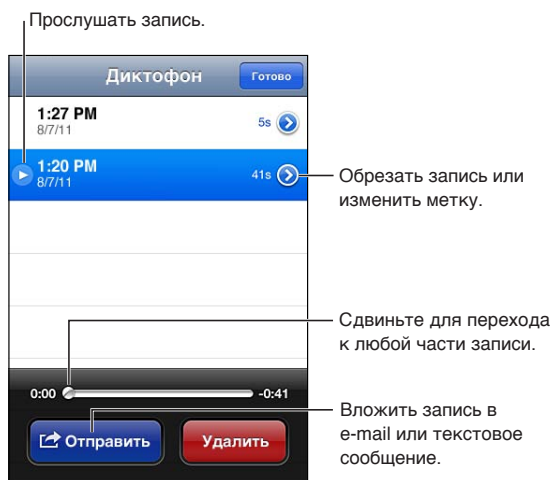 Прослушать запись.
Диктофон
Готово
1:27 PM
8/7/11
5s
1:20 PM
8/7/11
41s
Обрезать запись или
изменить метку.
Сдвиньте для перехода
к любой части записи.
0:00
-0:41
Вложить запись в
e-mail или текстовое
сообщение.
Отправить
Удалить